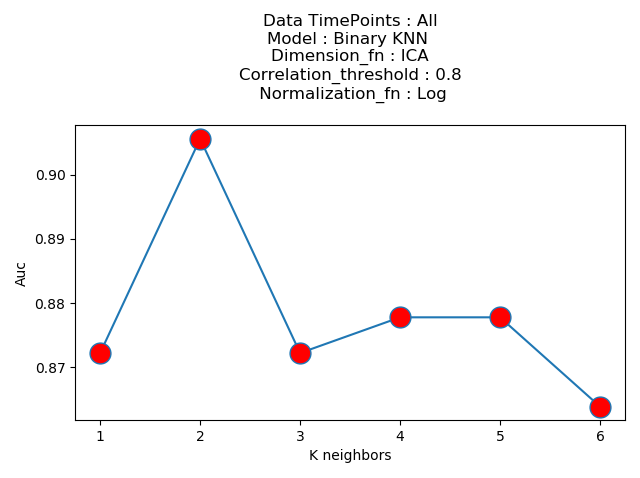 Data TimePoints : All
Model : Binary KNN
Dimension_fn : ICA
Correlation_threshold : 0.8
Normalization_fn : Log
0.90
0.89
0.88
0.87
Auc
1 2 3 4 5 6
K neighbors